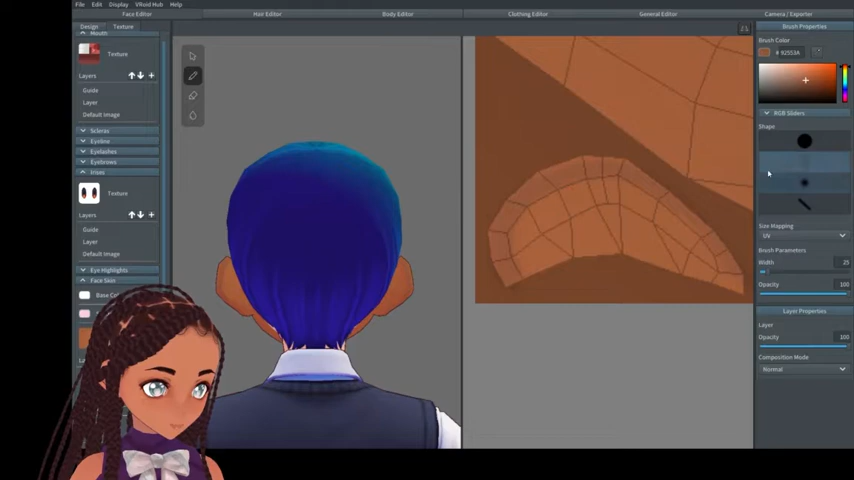 File Edit Display VRoid Hub Help
Face Editor Hair Editor Body Editor Clothing Editor General Editor Camera / Exporter
Design Texture
Mouth
Texture
Layers
Guide
Layer
Default Image
Scleras
Eyeline
Eyelashes
Eyebrows
Irises
Texture
Layers
Guide
Layer
Default Image
Eye Highlights
Face Skin
Base Co
Brush Properties
Brush Color
# 92553A
RGB Sliders
Shape
Size Mapping
UV
Brush Parameters
Width 25
Opacity 100
Layer Properties
Layer
Opacity 100
Composition Mode
Normal